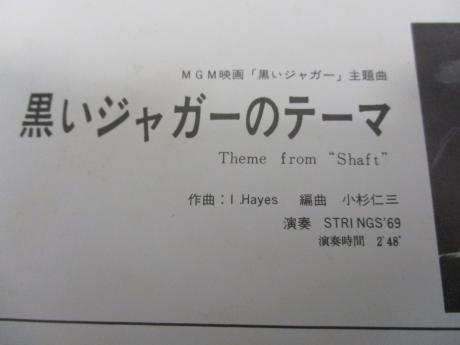 MGM映画「黒いジャガー」主題曲
黒いジャガーのテーマ
Theme from “Shaft”
作曲：I .Hayes 編曲 小杉仁三
演奏 STRINGS'69
演奏時間 2'48"